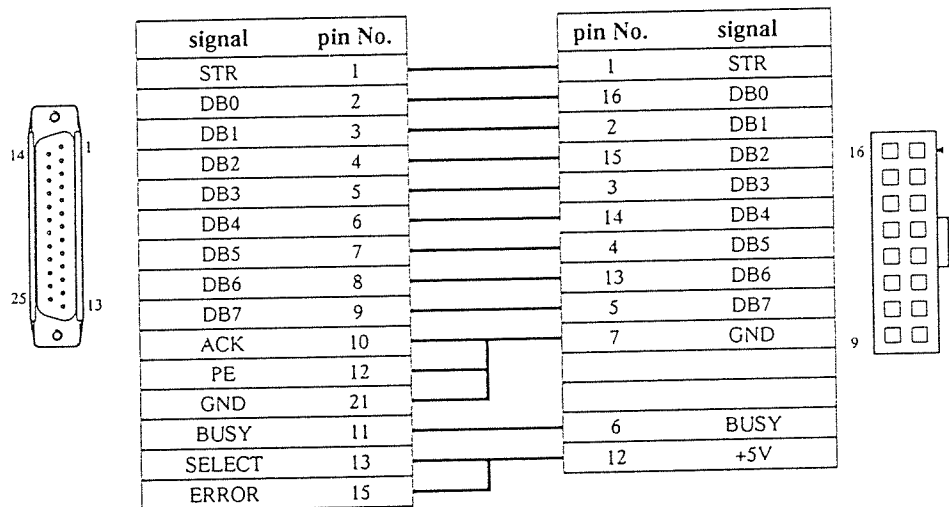 signal pin No.
STR 1
DB0 2
DB1 3
DB2 4
DB3 5
DB4 6
DB5 7
DB6 8
DB7 9
ACK 10
PE 12
GND 21
BUSY 11
SELECT 13
ERROR 15
14 1
25 13
pin No. signal
1 STR
16 DB0
2 DB1
15 DB2
3 DB3
14 DB4
4 DB5
13 DB6
5 DB7
7 GND
6 BUSY
12 +5V
16
9